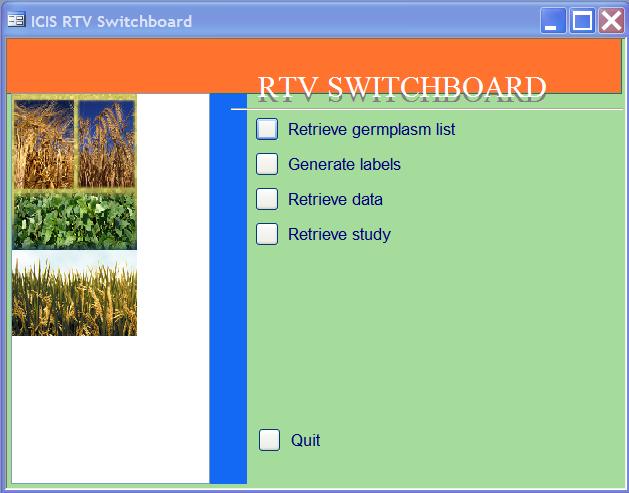 ICIS RTV Switchboard
RTV SWITCHBOARD
Retrieve germplasm list
Generate labels
Retrieve data
Retrieve study
Quit